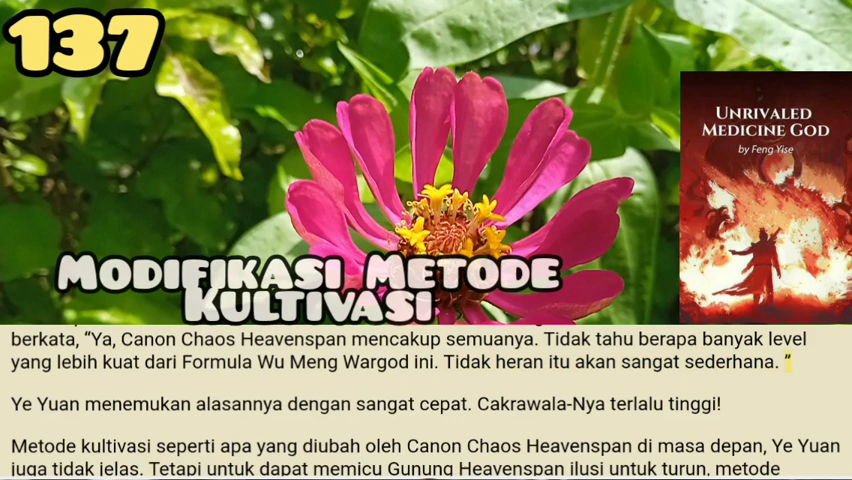 137
UNRIVALED
MEDICINE GOD
by Feng Yise
MODIFIKASI METODE
KULTIVASI
berkata, “Ya, Canon Chaos Heavenspan mencakup semuanya. Tidak tahu berapa banyak level
yang lebih kuat dari Formula Wu Meng Wargod ini. Tidak heran itu akan sangat sederhana. ”
Ye Yuan menemukan alasannya dengan sangat cepat. Cakrawala-Nya terlalu tinggi!
Metode kultivasi seperti apa yang diubah oleh Canon Chaos Heavenspan di masa depan, Ye Yuan
juga tidak jelas. Tetapi untuk dapat memicu Gunung Heavenspan ilusi untuk turun, metode